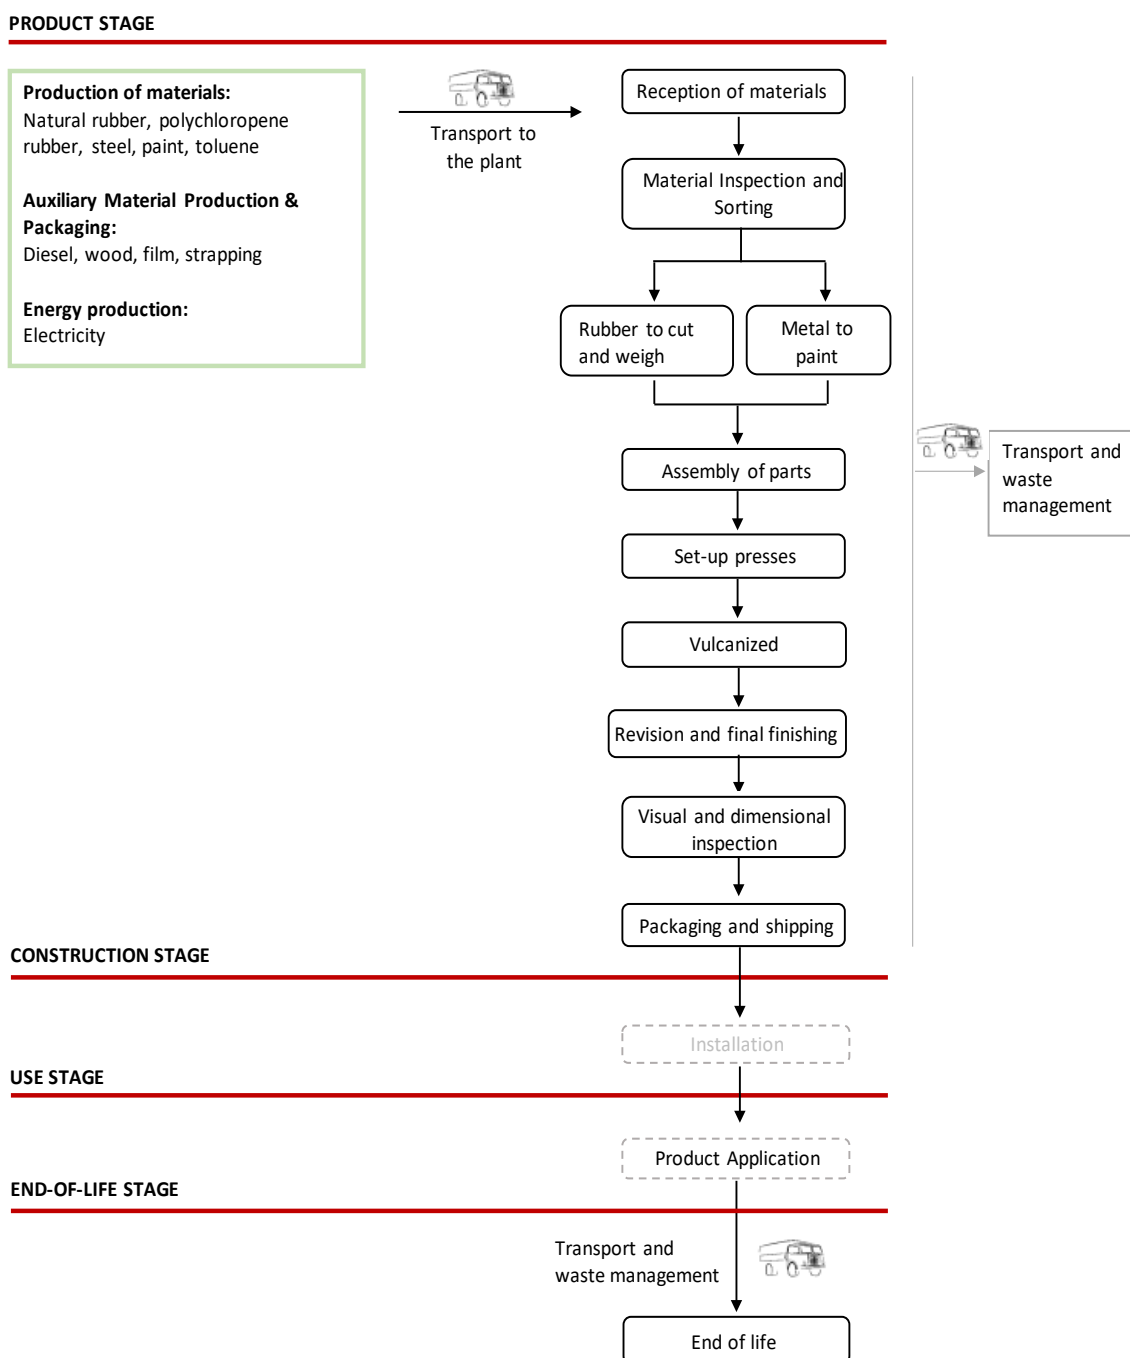 PRODUCT STAGE
Production of materials:
Natural rubber, polychloropene
rubber, steel, paint, toluene
Auxiliary Material Production &
Packaging:
Diesel, wood, film, strapping
Energy production:
Electricity
Transport to
the plant
Reception of materials
Material Inspection and
Sorting
Rubber to cut
and weigh
Metal to
paint
Assembly of parts
Transport and
waste
management
Set-up presses
Vulcanized
Revision and final finishing
Visual and dimensional
inspection
Packaging and shipping
CONSTRUCTION STAGE
Installation
USE STAGE
Product Application
END-OF-LIFE STAGE
Transport and
waste management
End of life